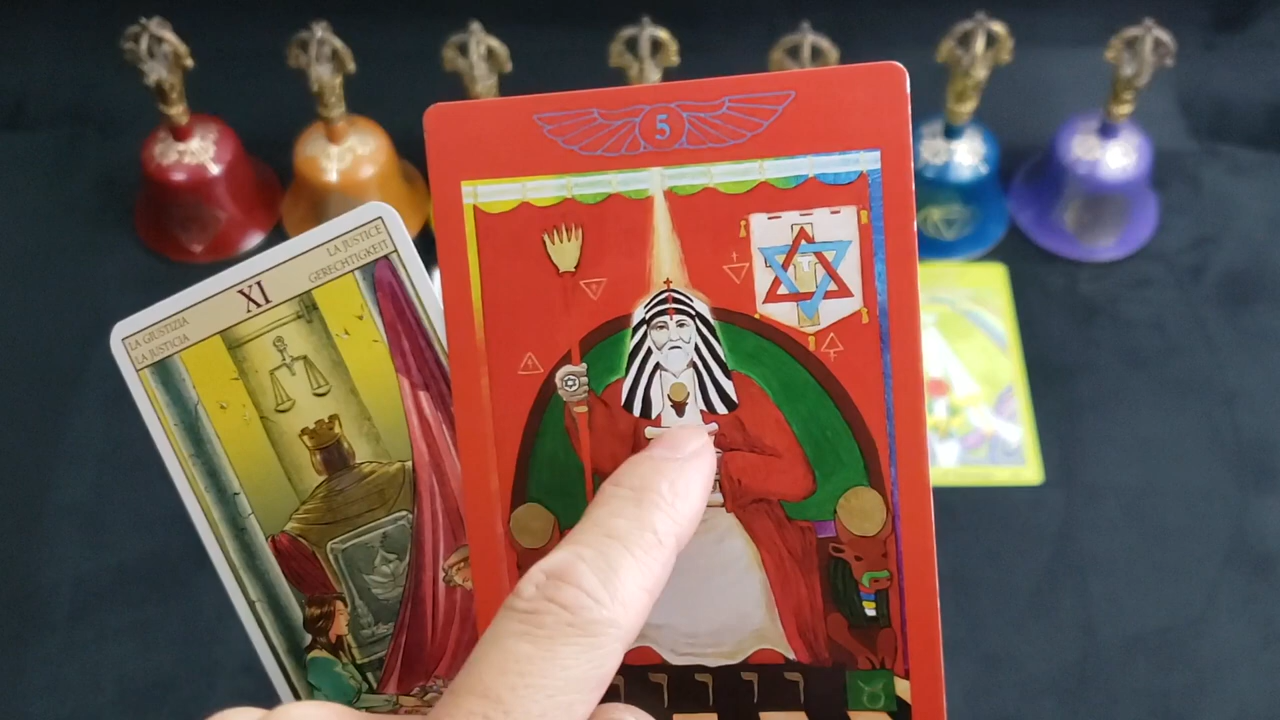 5
LA JUSTICE
GERECHTIGKEIT
XI
LA GIUSTIZIA
LA JUSTICIA